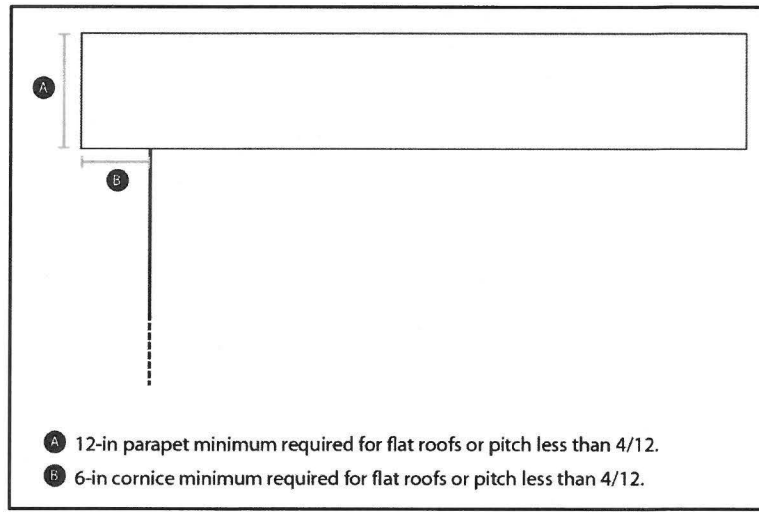 A
B
A 12-in parapet minimum required for flat roofs or pitch less than 4/12.
B 6-in cornice minimum required for flat roofs or pitch less than 4/12.